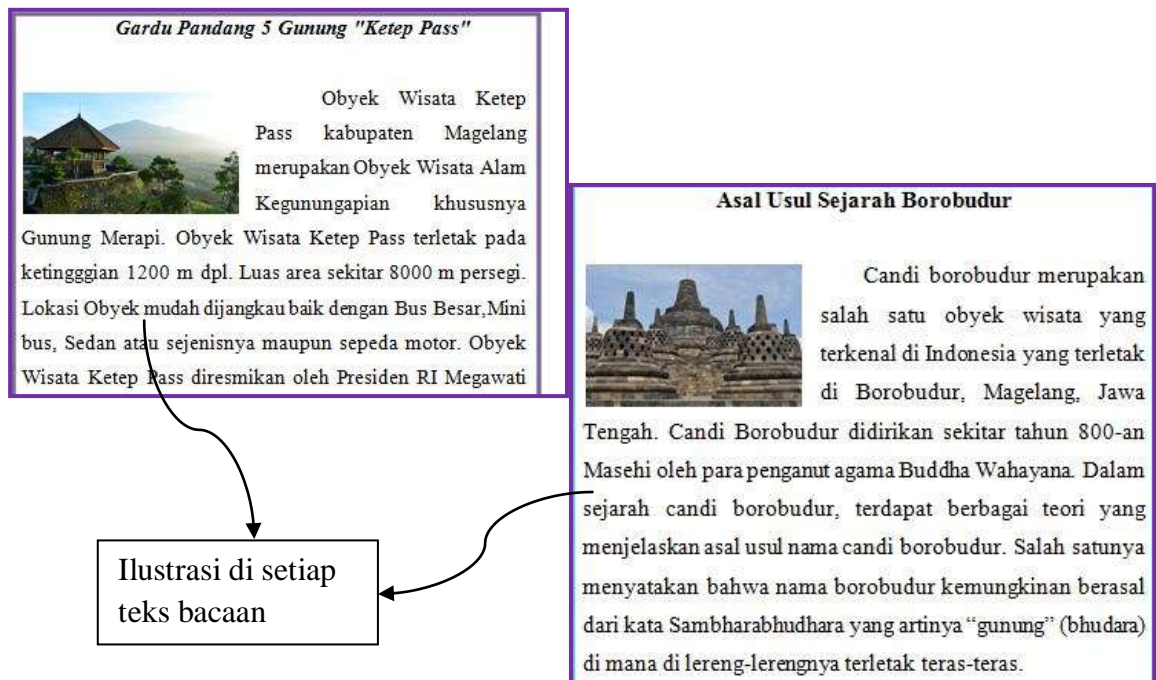 Gardu Pandang 5 Gunung "Ketep Pass"
Obyek Wisata Ketep
Pass kabupaten Magelang
merupakan Obyek Wisata Alam
Kegunungapian khususnya
Gunung Merapi. Obyek Wisata Ketep Pass terletak pada
ketingggian 1200 m dpl. Luas area sekitar 8000 m persegi.
Lokasi Obyek mudah dijangkau baik dengan Bus Besar,Mini
bus, Sedan atau sejenisnya maupun sepeda motor. Obyek
Wisata Ketep Pass diresmikan oleh Presiden RI Megawati
Asal Usul Sejarah Borobudur
Candi borobudur merupakan
salah satu obyek wisata yang
terkenal di Indonesia yang terletak
di Borobudur, Magelang, Jawa
Tengah. Candi Borobudur didirikan sekitar tahun 800-an
Masehi oleh para penganut agama Buddha Wahayana. Dalam
sejarah candi borobudur, terdapat berbagai teori yang
menjelaskan asal usul nama candi borobudur. Salah satunya
menyatakan bahwa nama borobudur kemungkinan berasal
dari kata Sambharabhudhara yang artinya “gunung” (bhudara)
di mana di lereng-lerengnya terletak teras-teras.
Ilustrasi di setiap
teks bacaan